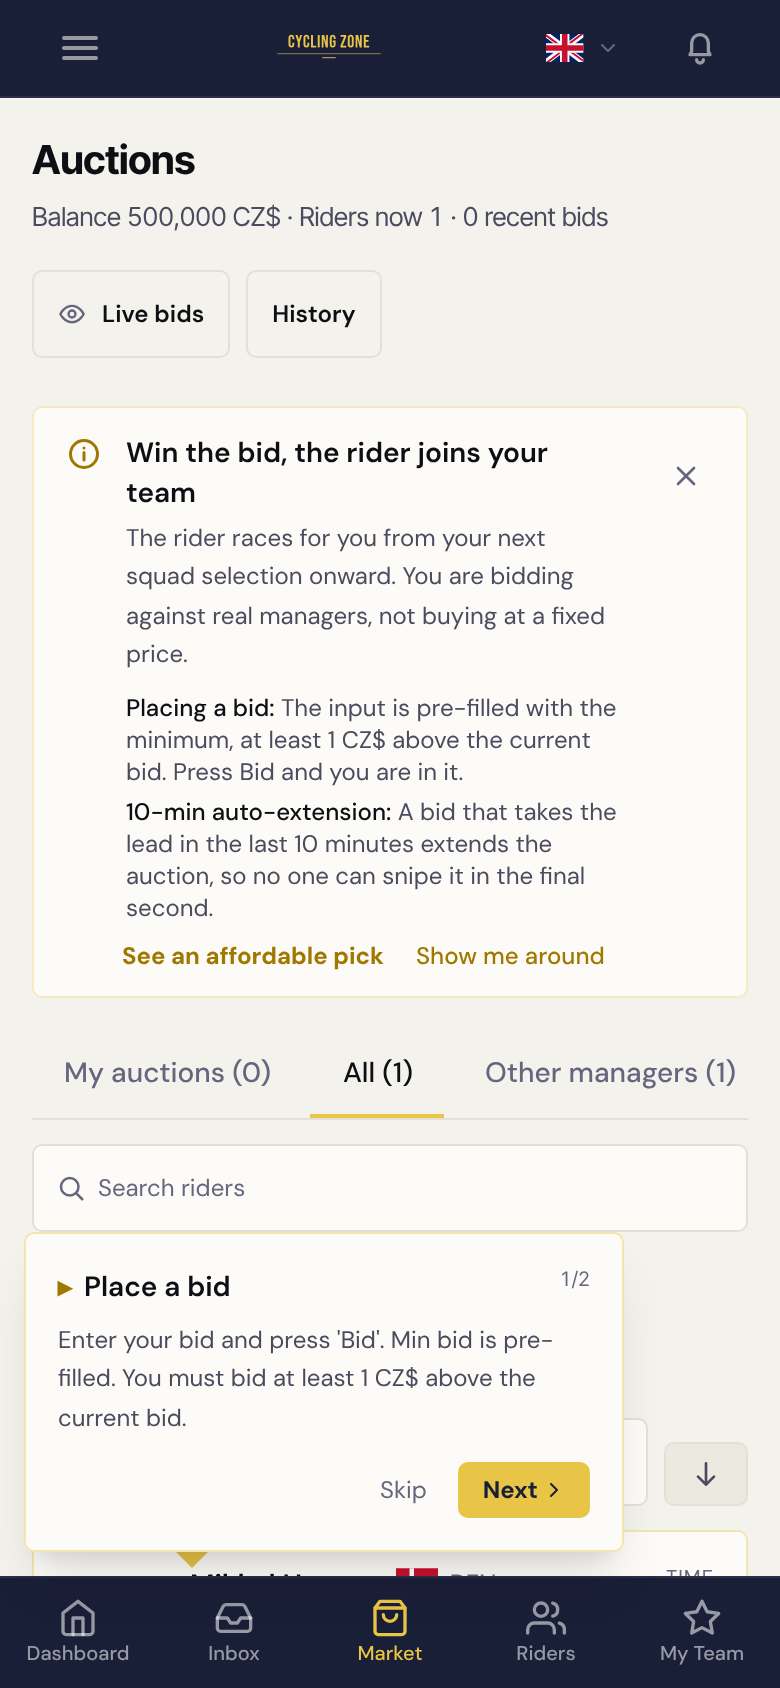 CYCLING ZONE
Auctions
Balance 500,000 CZ$ · Riders now 1 · 0 recent bids
Live bids
History
Win the bid, the rider joins your
team
The rider races for you from your next
squad selection onward. You are bidding
against real managers, not buying at a fixed
price.
Placing a bid: The input is pre-filled with the
minimum, at least 1 CZ$ above the current
bid. Press Bid and you are in it.
10-min auto-extension: A bid that takes the
lead in the last 10 minutes extends the
auction, so no one can snipe it in the final
second.
See an affordable pick
Show me around
My auctions (0)
All (1)
Other managers (1)
Search riders
Place a bid
1/2
Enter your bid and press 'Bid'. Min bid is pre-
filled. You must bid at least 1 CZ$ above the
current bid.
Skip
Next
TIME
Dashboard
Inbox
Market
Riders
My Team